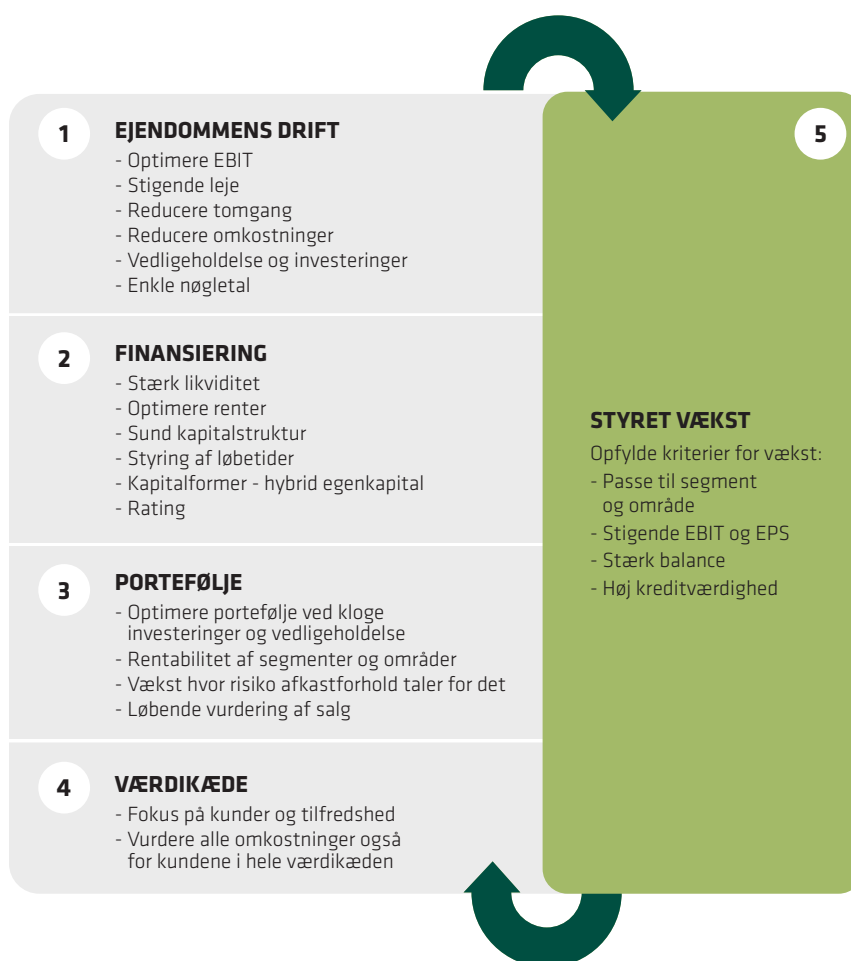 1
EJENDOMMENS DRIFT
- Optimere EBIT
- Stigende leje
- Reducere tomgang
- Reducere omkostninger
- Vedligeholdelse og investeringer
- Enkle nøgletal
2
FINANSIERING
- Stærk likviditet
- Optimere renter
- Sund kapitalstruktur
- Styring af løbetider
- Kapitalformer - hybrid egenkapital
- Rating
3
PORTEFØLJE
- Optimere portefølje ved kloge
investeringer og vedligeholdelse
- Rentabilitet af segmenter og områder
- Vækst hvor risiko afkastforhold taler for det
- Løbende vurdering af salg
4
VÆRDIKÆDE
- Fokus på kunder og tilfredshed
- Vurdere alle omkostninger også
for kundene i hele værdikæden
5
STYRET VÆKST
Opfylde kriterier for vækst:
- Passe til segment
og område
- Stigende EBIT og EPS
- Stærk balance
- Høj kreditværdighed